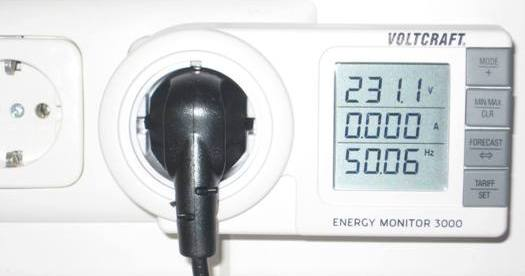 VOLTCRAFT
MODE
+
231.1 V
0.000 A
50.06 Hz
MIN/MAX
CLR
FORECAST
⇔
TARIFF
SET
ENERGY MONITOR 3000